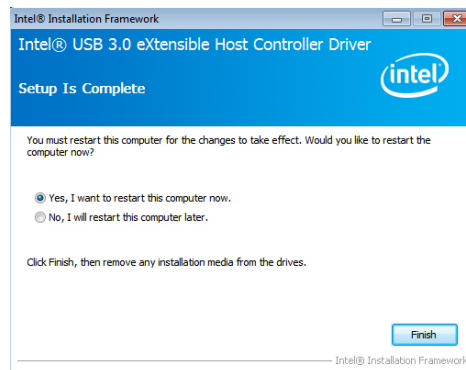 Intel® Installation Framework
Intel® USB 3.0 eXtensible Host Controller Driver
Setup Is Complete
intel
You must restart this computer for the changes to take effect. Would you like to restart the
computer now?
Yes, I want to restart this computer now.
No, I will restart this computer later.
Click Finish, then remove any installation media from the drives.
Finish
Intel® Installation Framework